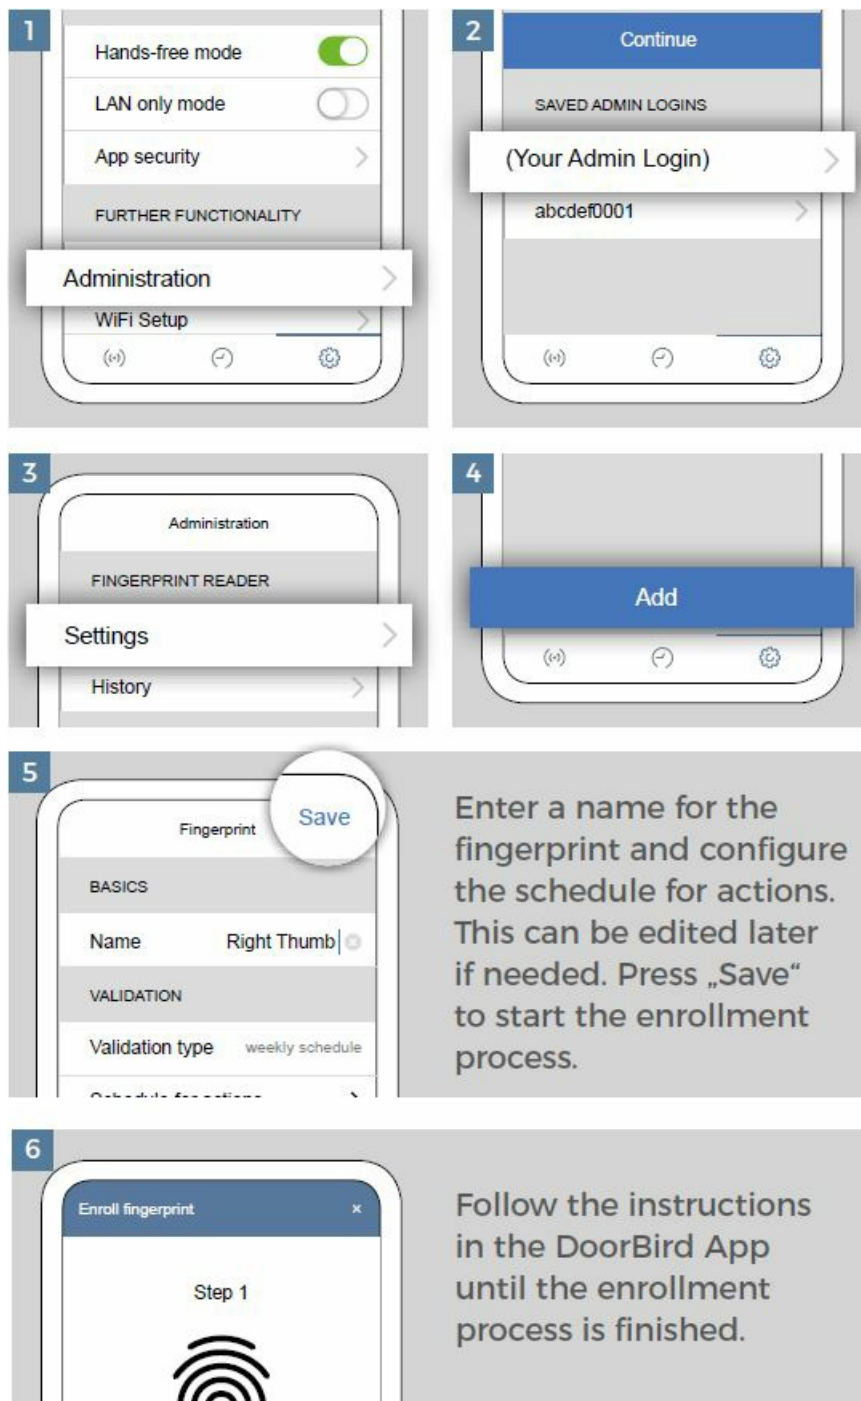 1
Hands-free mode
LAN only mode
App security
FURTHER FUNCTIONALITY
Administration
WiFi Setup
2
Continue
SAVED ADMIN LOGINS
(Your Admin Login)
abcdef0001
3
Administration
FINGERPRINT READER
Settings
History
4
Add
5
Fingerprint
Save
BASICS
Name Right Thumb
VALIDATION
Validation type weekly schedule
Schedule for actions
Enter a name for the
fingerprint and configure
the schedule for actions.
This can be edited later
if needed. Press „Save“
to start the enrollment
process.
6
Enroll fingerprint ×
Step 1
Follow the instructions
in the DoorBird App
until the enrollment
process is finished.